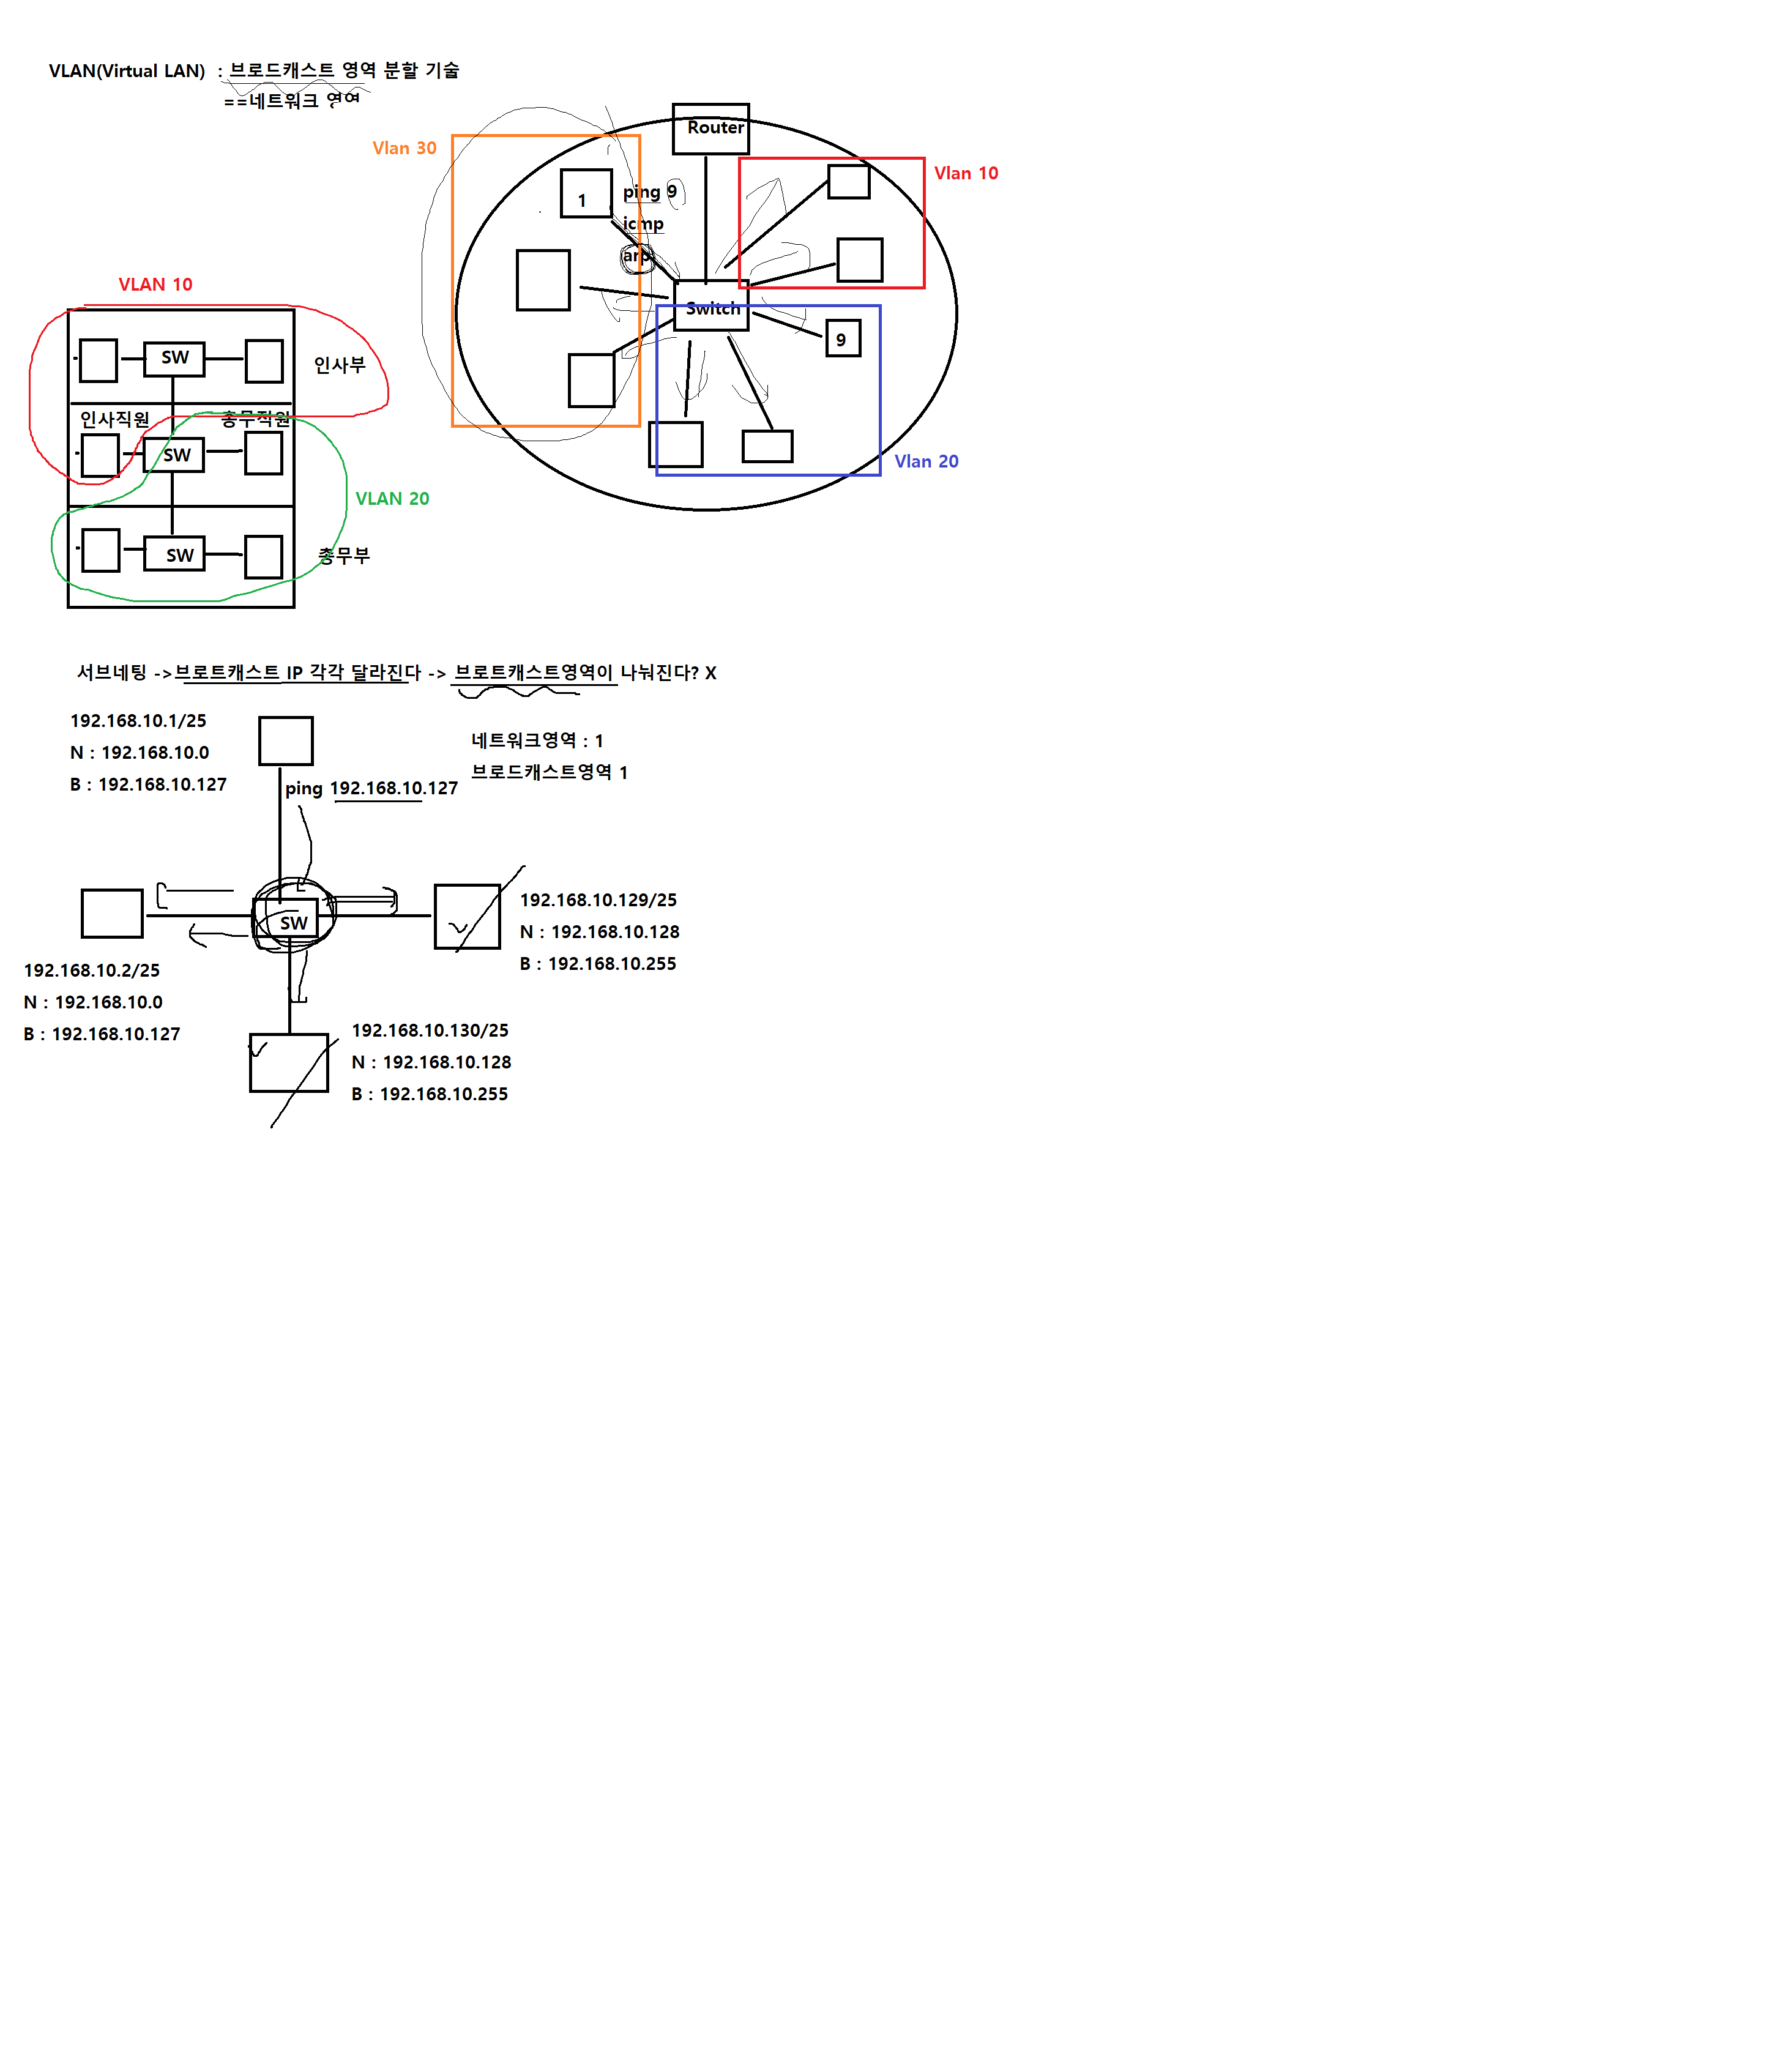 VLAN(Virtual LAN) : 브로드캐스트 영역 분할 기술
==네트워크 영역
Vlan 30
Router
Vlan 10
1
ping 9
icmp
arp
Switch
9
Vlan 20
VLAN 10
SW
인사부
인사직원
총무직원
SW
VLAN 20
SW
총무부
서브네팅 ->브로트캐스트 IP 각각 달라진다 -> 브로트캐스트영역이 나눠진다? X
192.168.10.1/25
N : 192.168.10.0
B : 192.168.10.127
네트워크영역 : 1
브로드캐스트영역 1
ping 192.168.10.127
SW
192.168.10.129/25
N : 192.168.10.128
B : 192.168.10.255
192.168.10.2/25
N : 192.168.10.0
B : 192.168.10.127
192.168.10.130/25
N : 192.168.10.128
B : 192.168.10.255